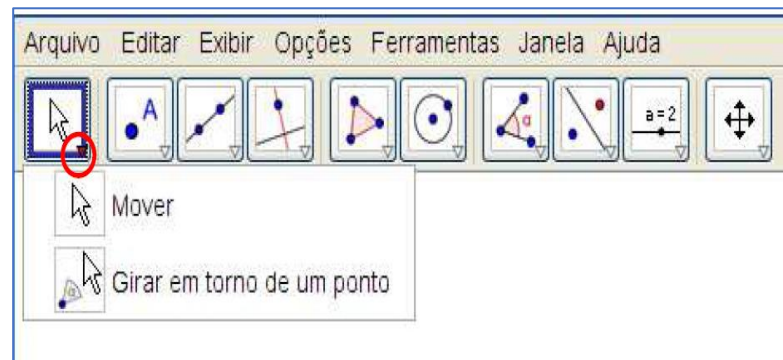 Arquivo Editar Exibir Opções Ferramentas Janela Ajuda
A α a = 2
Mover
α Girar em torno de um ponto